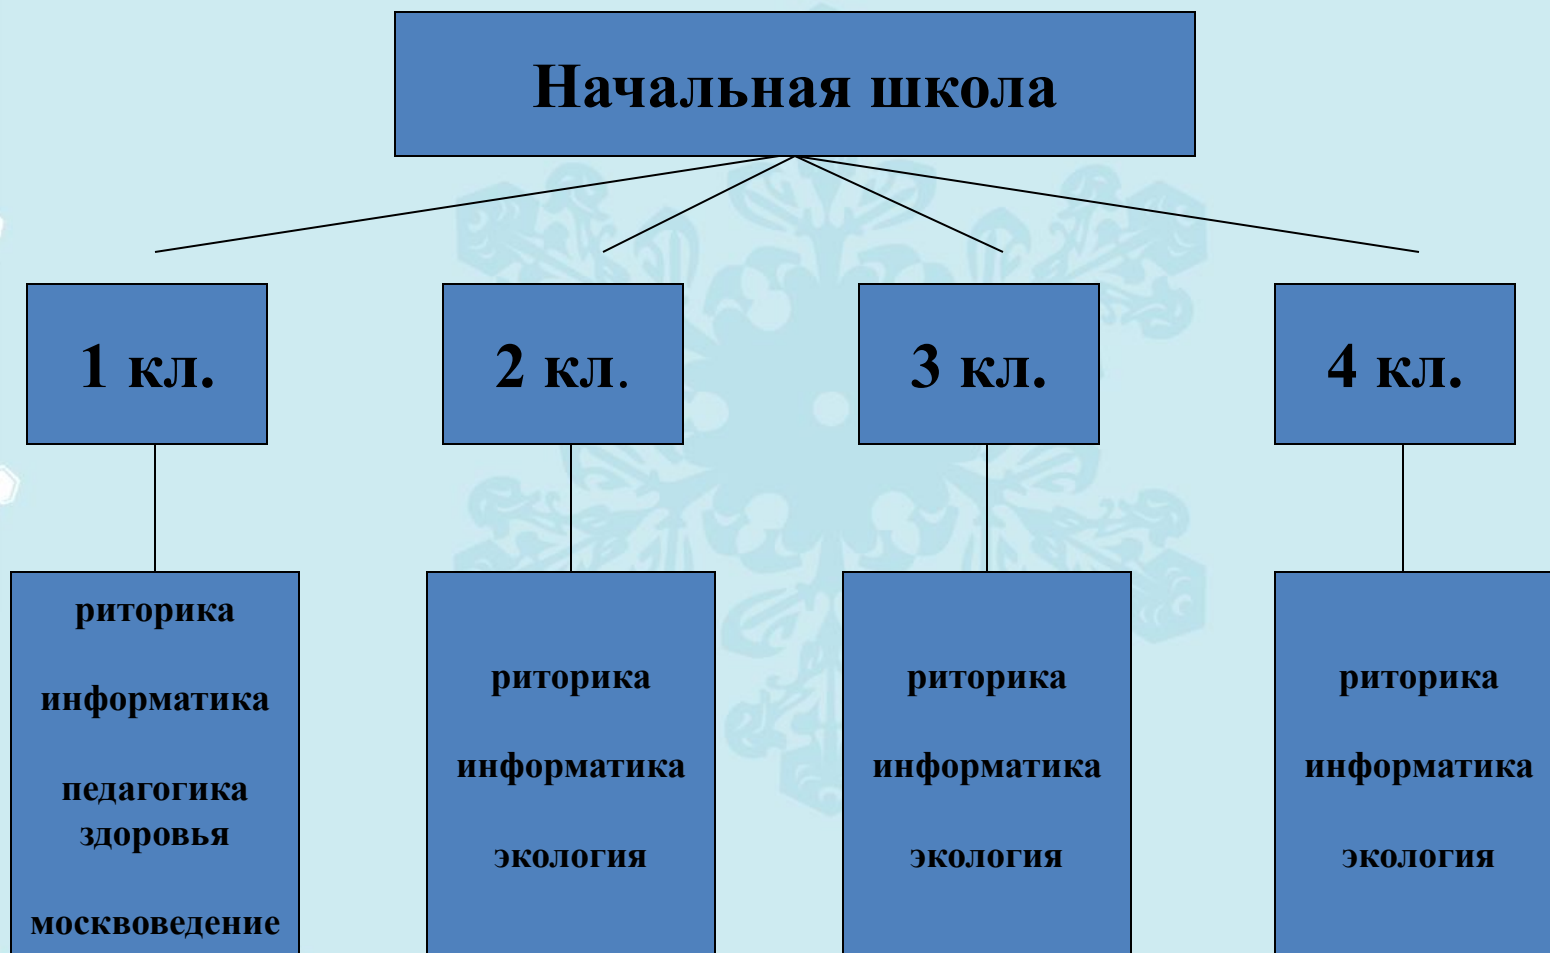 Начальная школа
1 кл.
2 кл.
3 кл.
4 кл.
риторика
информатика
педагогика
здоровья
москвоведение
риторика
информатика
экология
риторика
информатика
экология
риторика
информатика
экология